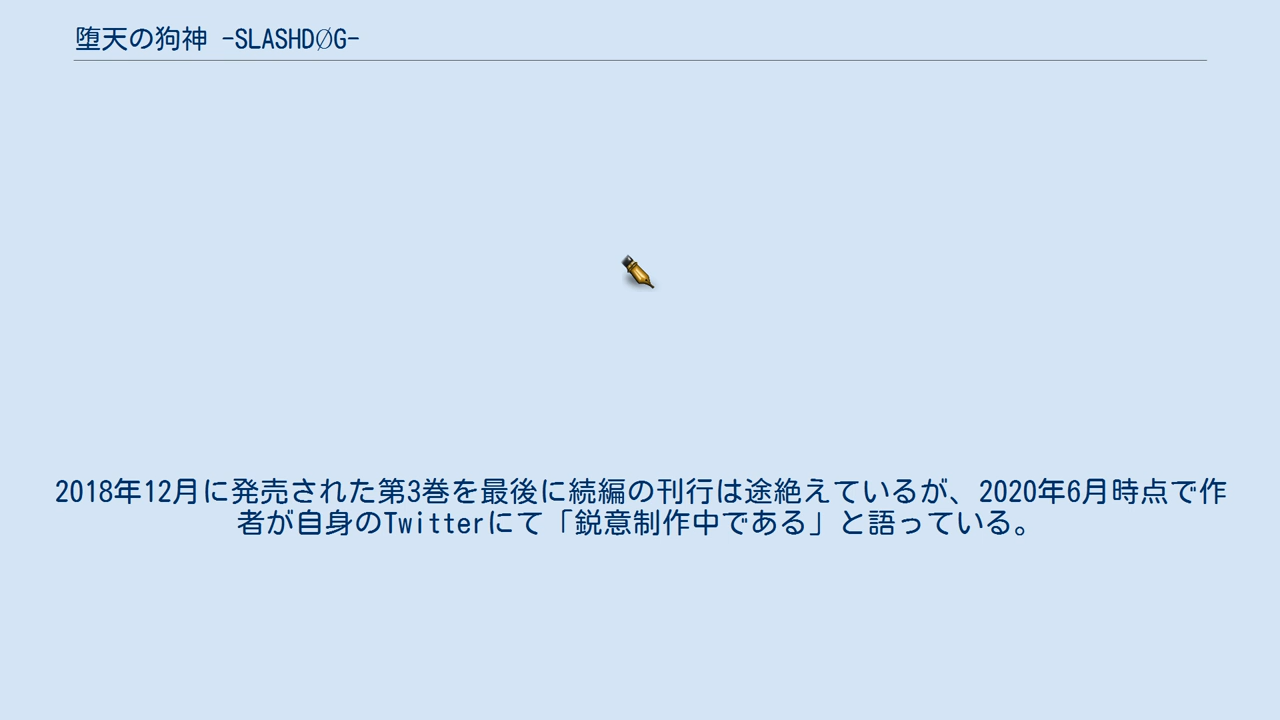 堕天の狗神 -SLASHDØG-
2018年12月に発売された第3巻を最後に続編の刊行は途絶えているが、2020年6月時点で作
者が自身のTwitterにて「鋭意制作中である」と語っている。